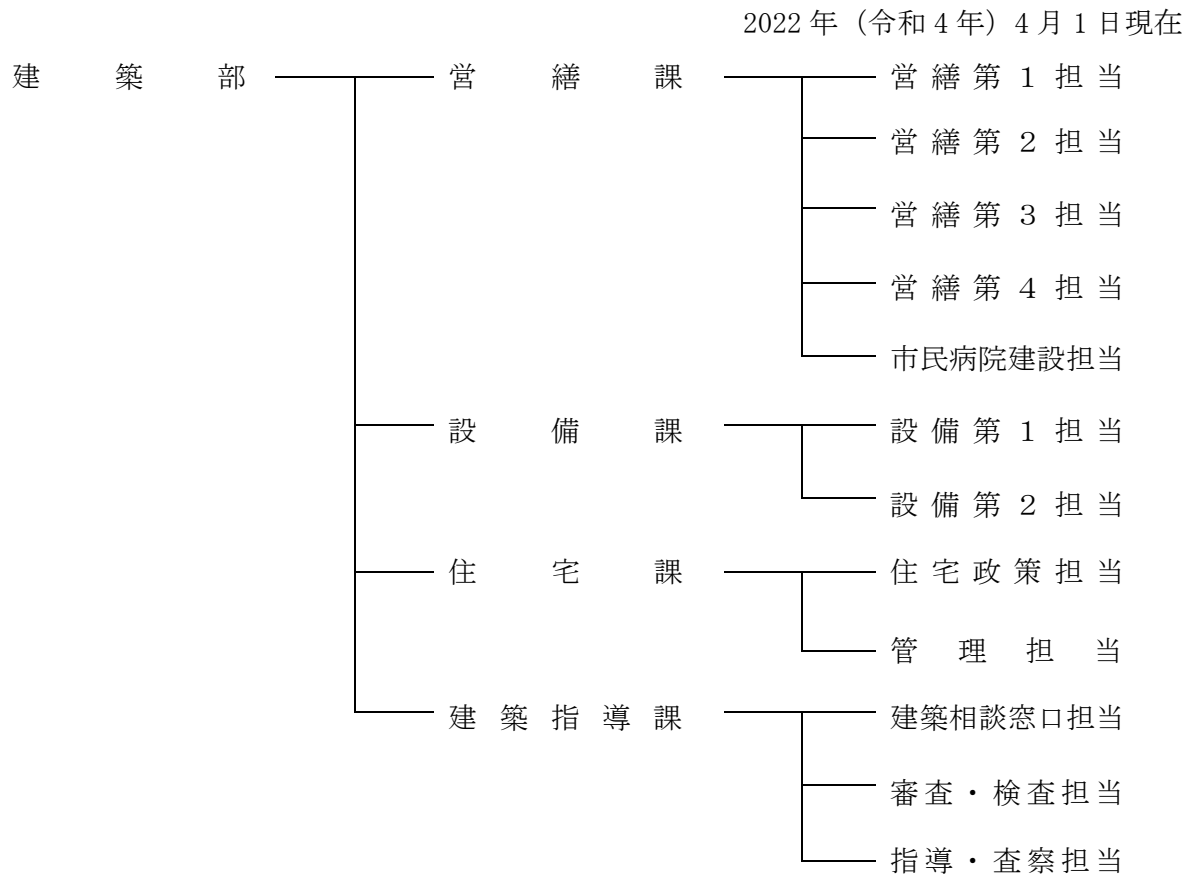 2022年（令和4年）4月1日現在
建築部 営繕課 営繕第1担当
営繕第2担当
営繕第3担当
営繕第4担当
市民病院建設担当
設備課 設備第1担当
設備第2担当
住宅課 住宅政策担当
管理担当
建築指導課 建築相談窓口担当
審査・検査担当
指導・査察担当